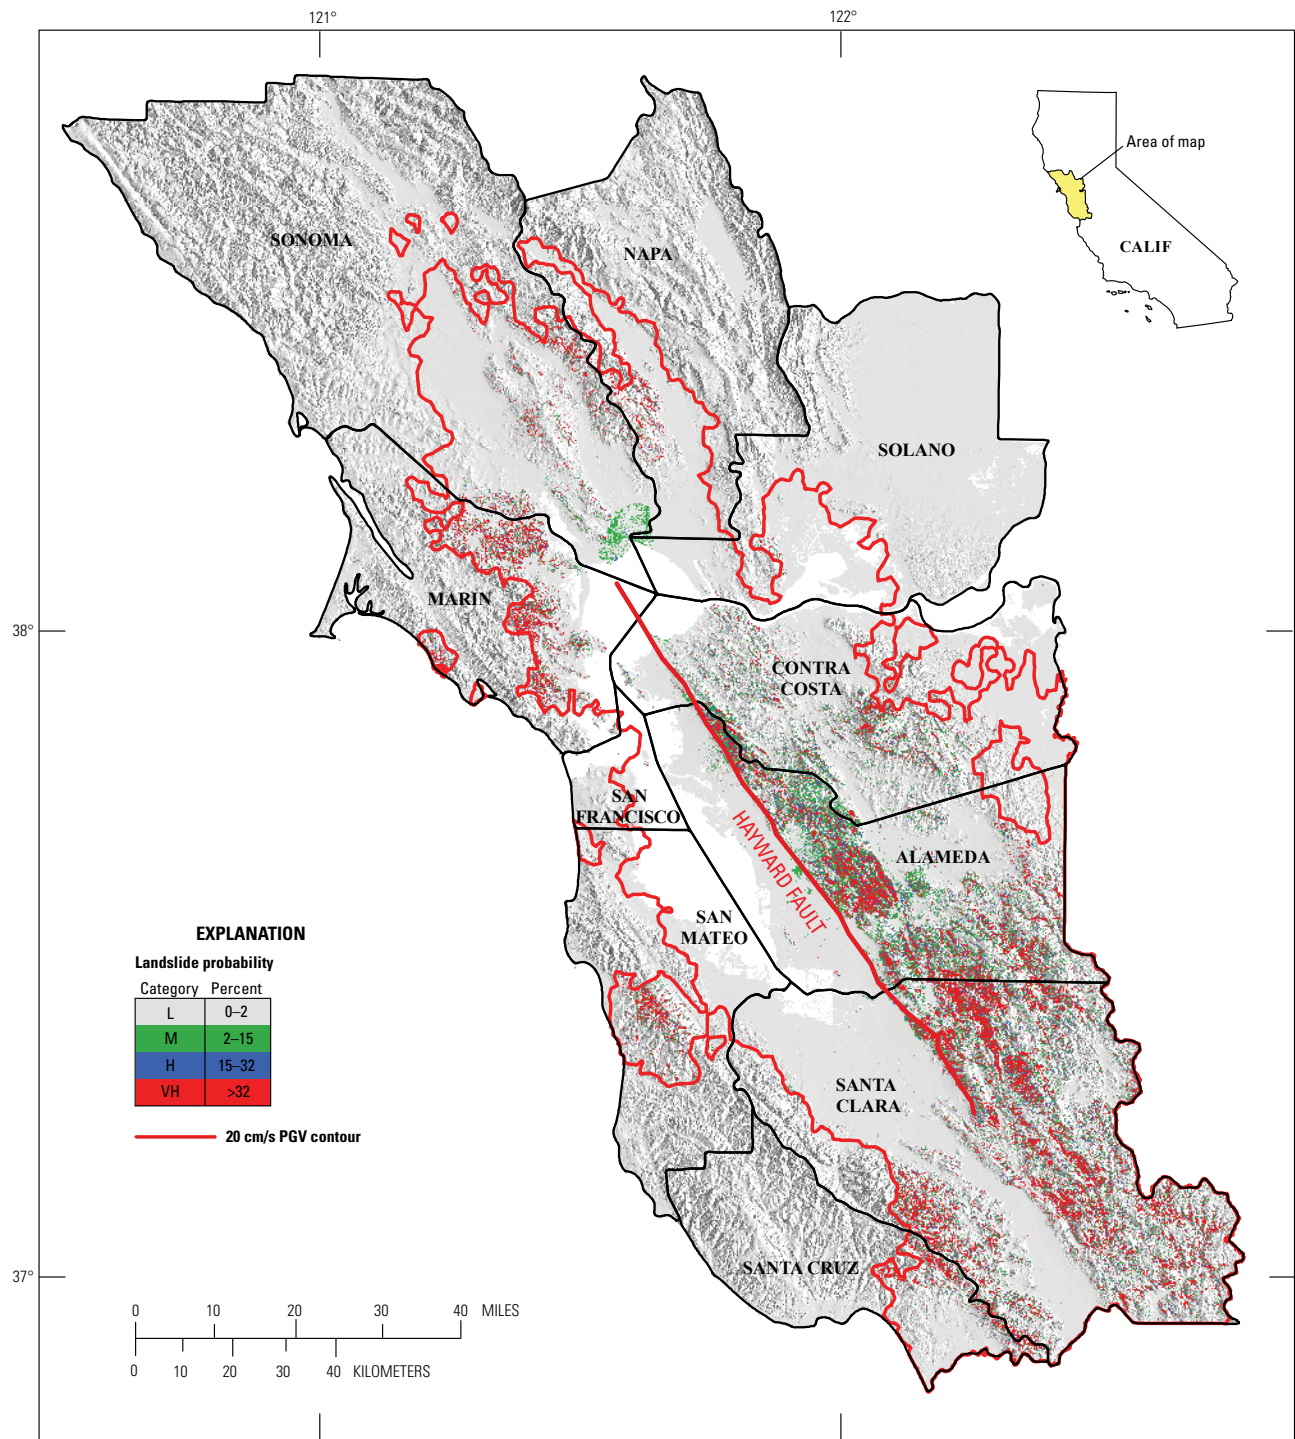 121°
122°
Area of map
CALIF
SONOMA
NAPA
SOLANO
MARIN
38°
CONTRA
COSTA
SAN
FRANCISCO
HAYWARD FAULT
ALAMEDA
SAN
MATEO
EXPLANATION
Landslide probability
Category Percent
L 0–2
M 2–15
H 15–32
VH >32
20 cm/s PGV contour
SANTA
CLARA
SANTA CRUZ
37°
0 10 20 30 40 MILES
0 10 20 30 40 KILOMETERS